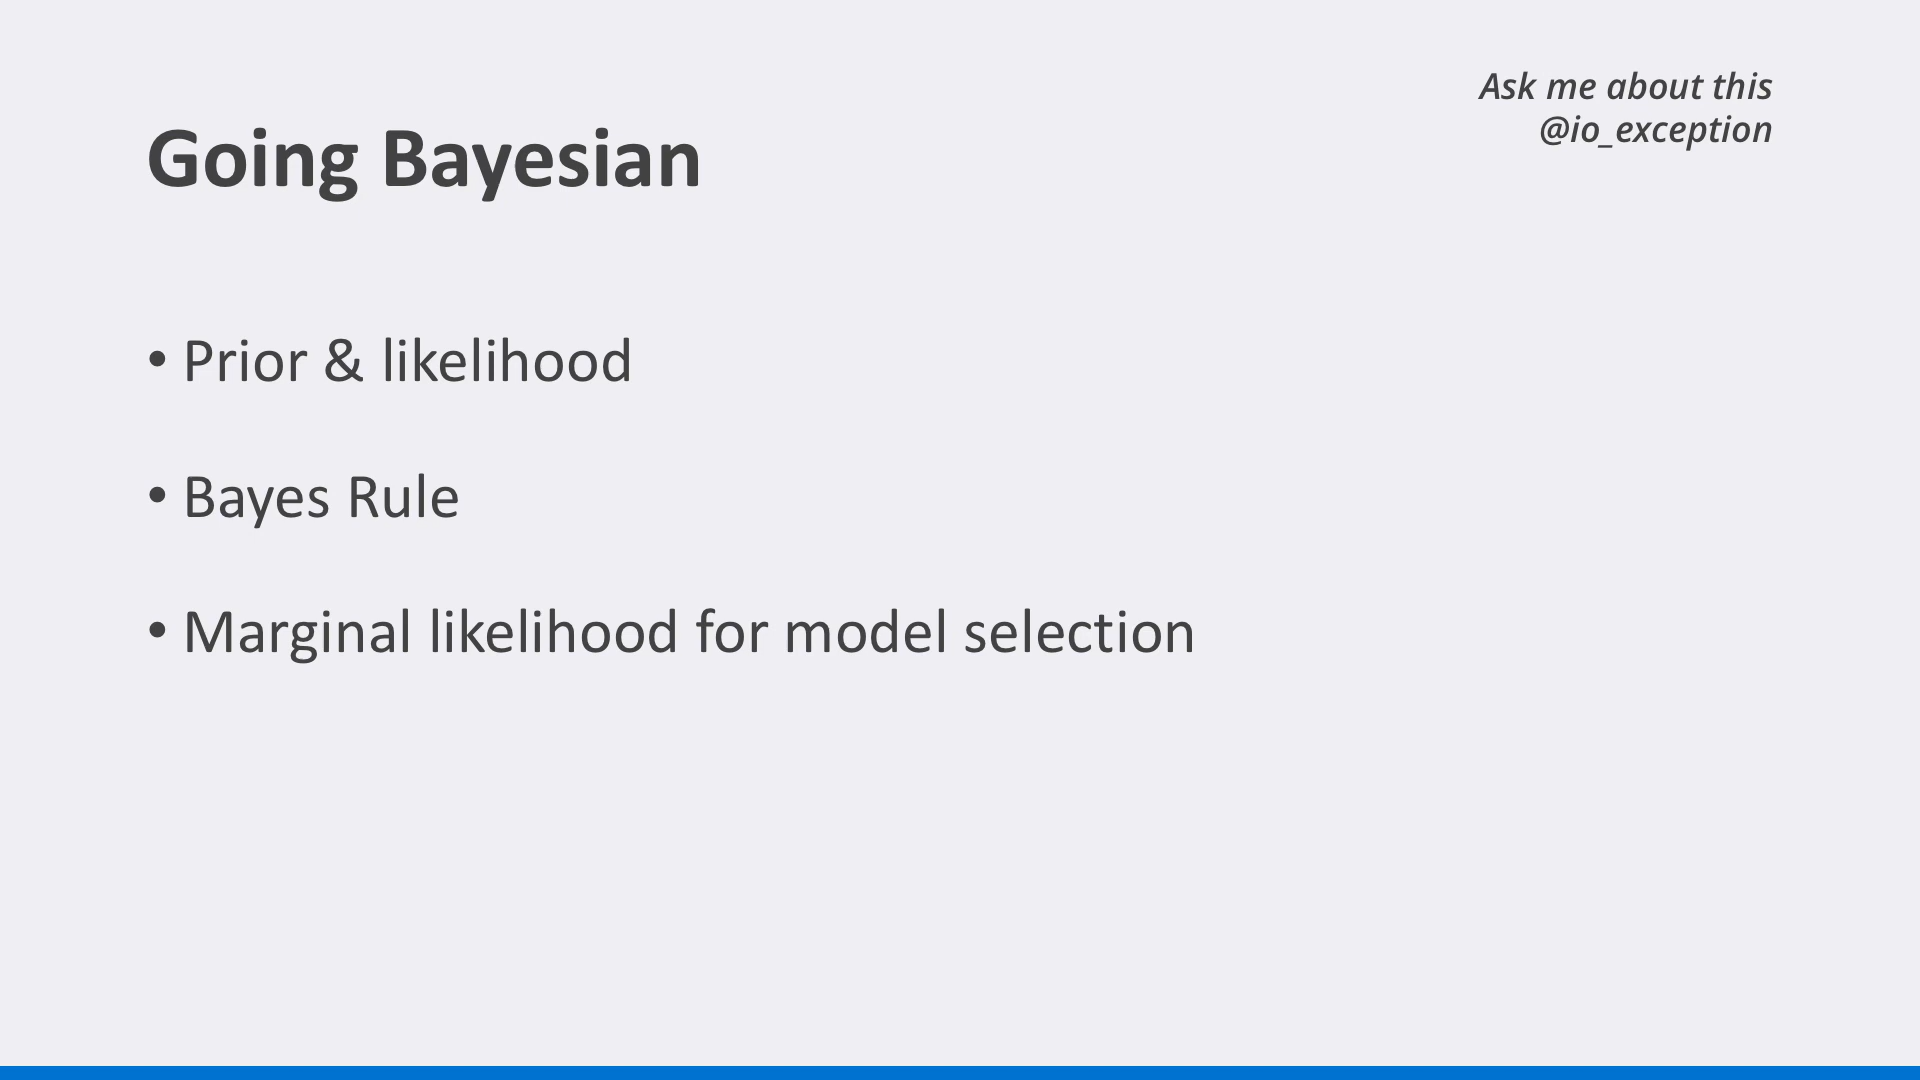 Ask me about this
@io_exception
Going Bayesian
• Prior & likelihood
• Bayes Rule
• Marginal likelihood for model selection